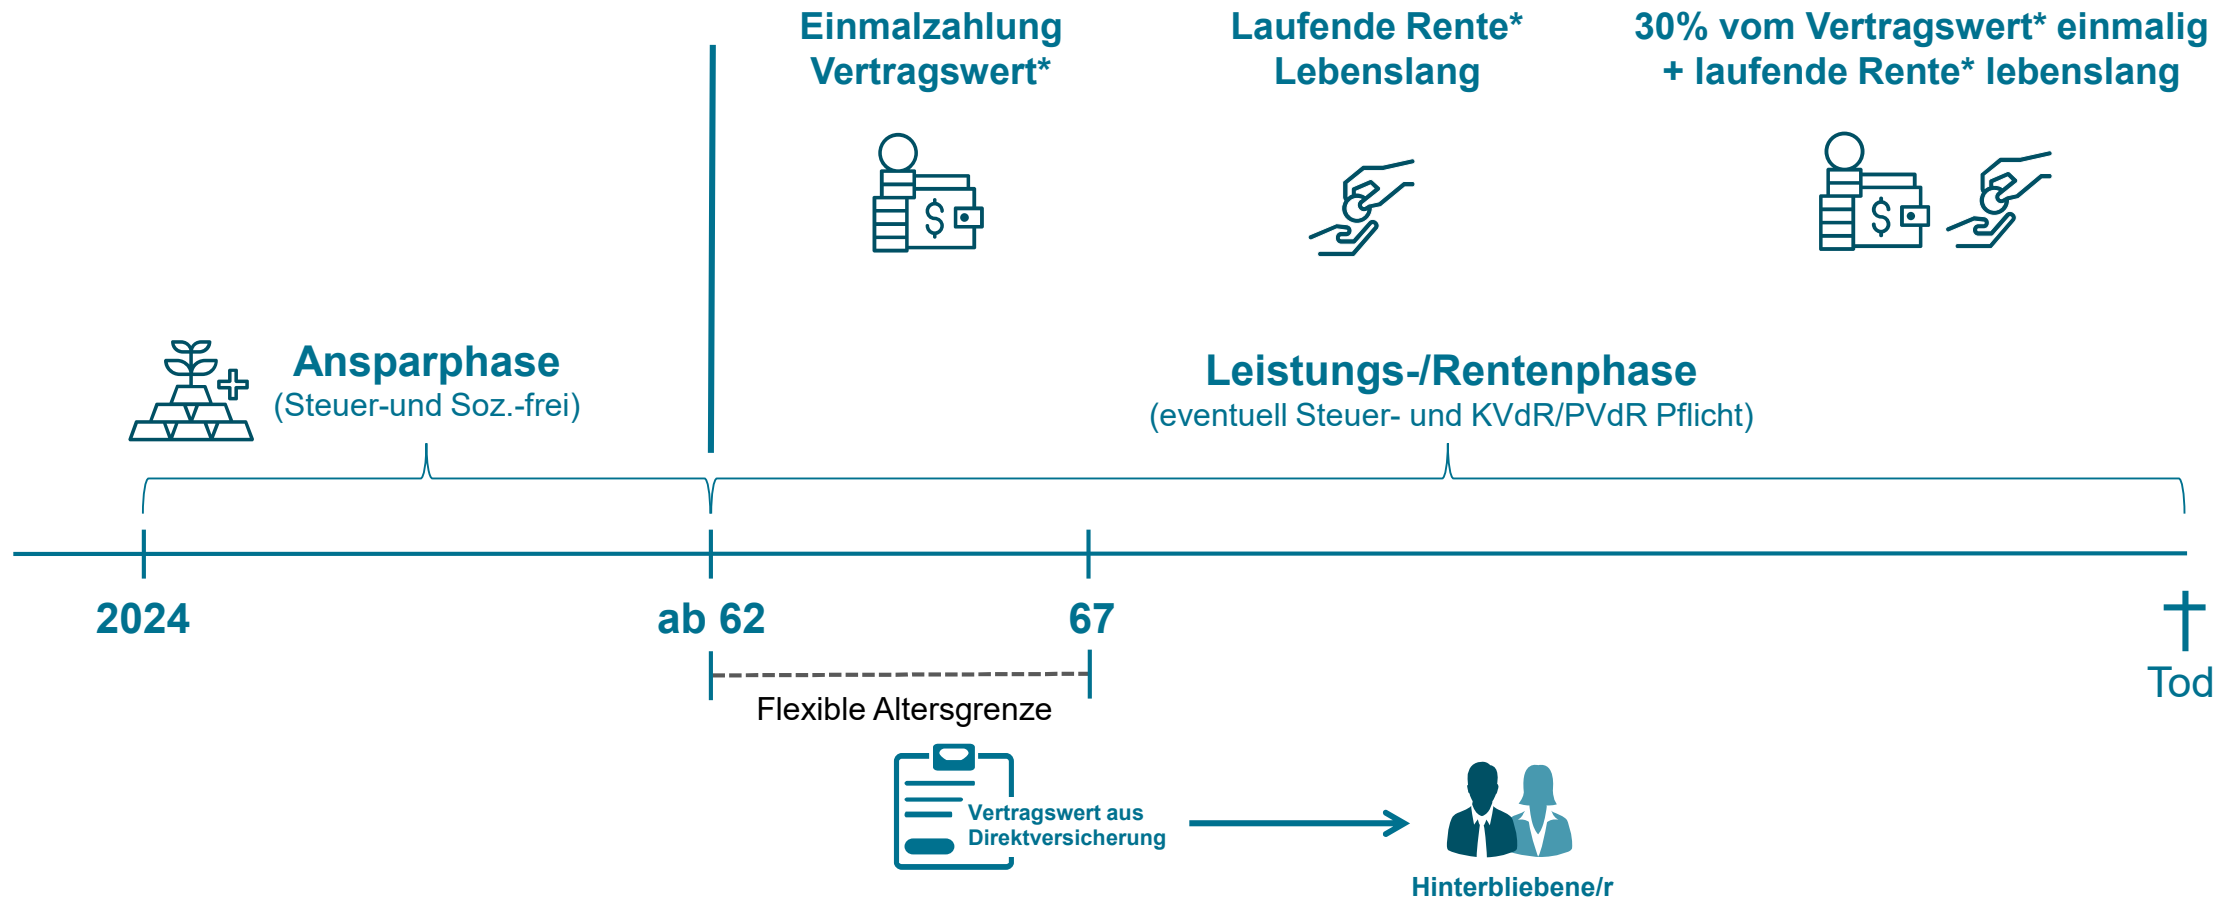 Einmalzahlung
Vertragswert*
Laufende Rente*
Lebenslang
30% vom Vertragswert* einmalig
+ laufende Rente* lebenslang
Ansparphase
(Steuer-und Soz.-frei)
Leistungs-/Rentenphase
(eventuell Steuer- und KVdR/PVdR Pflicht)
2024
ab 62
67
Tod
Flexible Altersgrenze
Vertragswert aus
Direktversicherung
Hinterbliebene/r